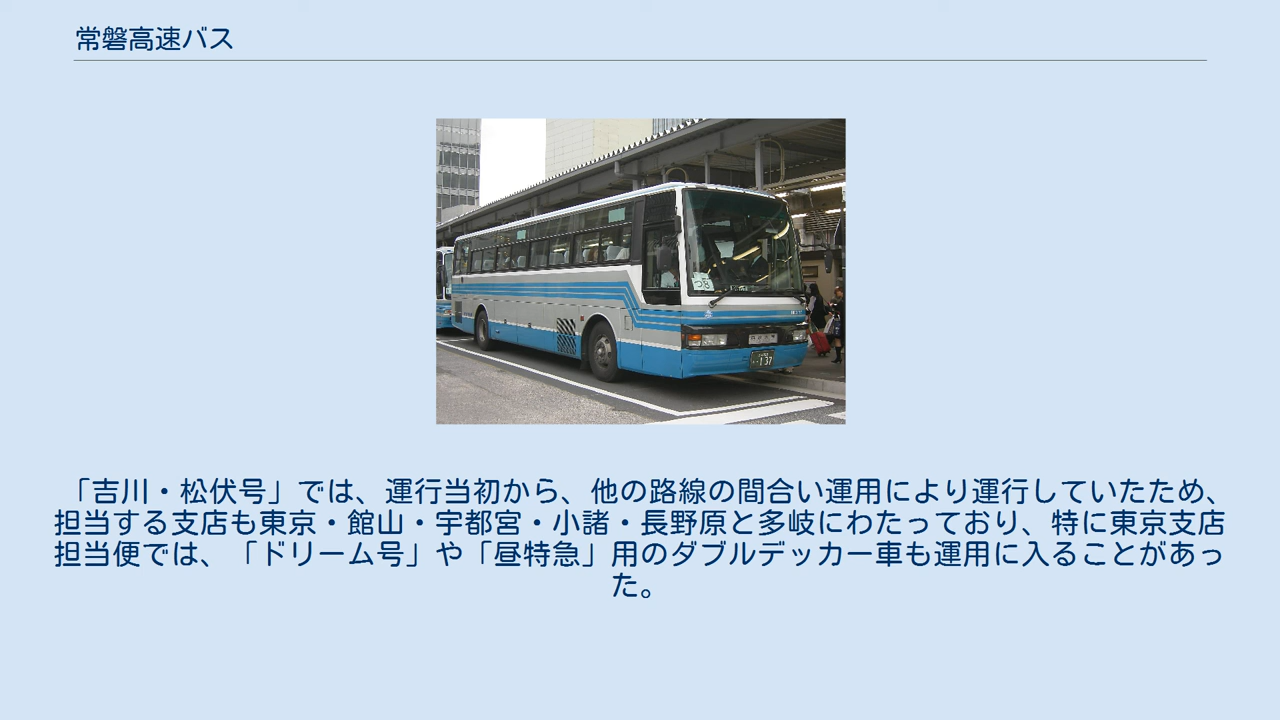 常磐高速バス
「吉川・松伏号」では、運行当初から、他の路線の間合い運用により運行していたため、
担当する支店も東京・館山・宇都宮・小諸・長野原と多岐にわたっており、特に東京支店
担当便では、「ドリーム号」や「昼特急」用のダブルデッカー車も運用に入ることがあっ
た。